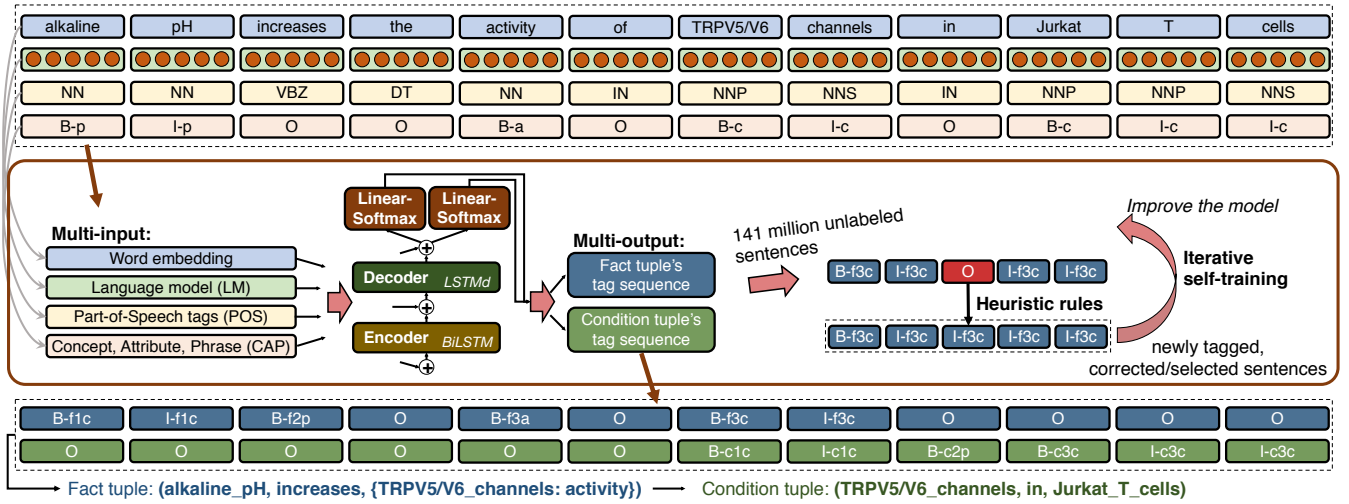 alkaline pH increases the activity of TRPV5/V6 channels in Jurkat T cells
NN NN VBZ DT NN IN NNP NNS IN NNP NNP NNS
B-p I-p O O B-a O B-c I-c O B-c I-c I-c
Multi-input:
Word embedding
Language model (LM)
Part-of-Speech tags (POS)
Concept, Attribute, Phrase (CAP)
Linear-
Softmax
Linear-
Softmax
Decoder LSTMd
Encoder BiLSTM
Multi-output:
Fact tuple's
tag sequence
Condition tuple's
tag sequence
141 million unlabeled
sentences
B-f3c I-f3c O I-f3c I-f3c
Heuristic rules
B-f3c I-f3c I-f3c I-f3c I-f3c
Improve the model
Iterative
self-training
newly tagged,
corrected/selected sentences
B-f1c I-f1c B-f2p O B-f3a O B-f3c I-f3c O O O O
O O O O O O B-c1c I-c1c B-c2p B-c3c I-c3c I-c3c
Fact tuple: (alkaline_pH, increases, {TRPV5/V6_channels: activity})
Condition tuple: (TRPV5/V6_channels, in, Jurkat_T_cells)